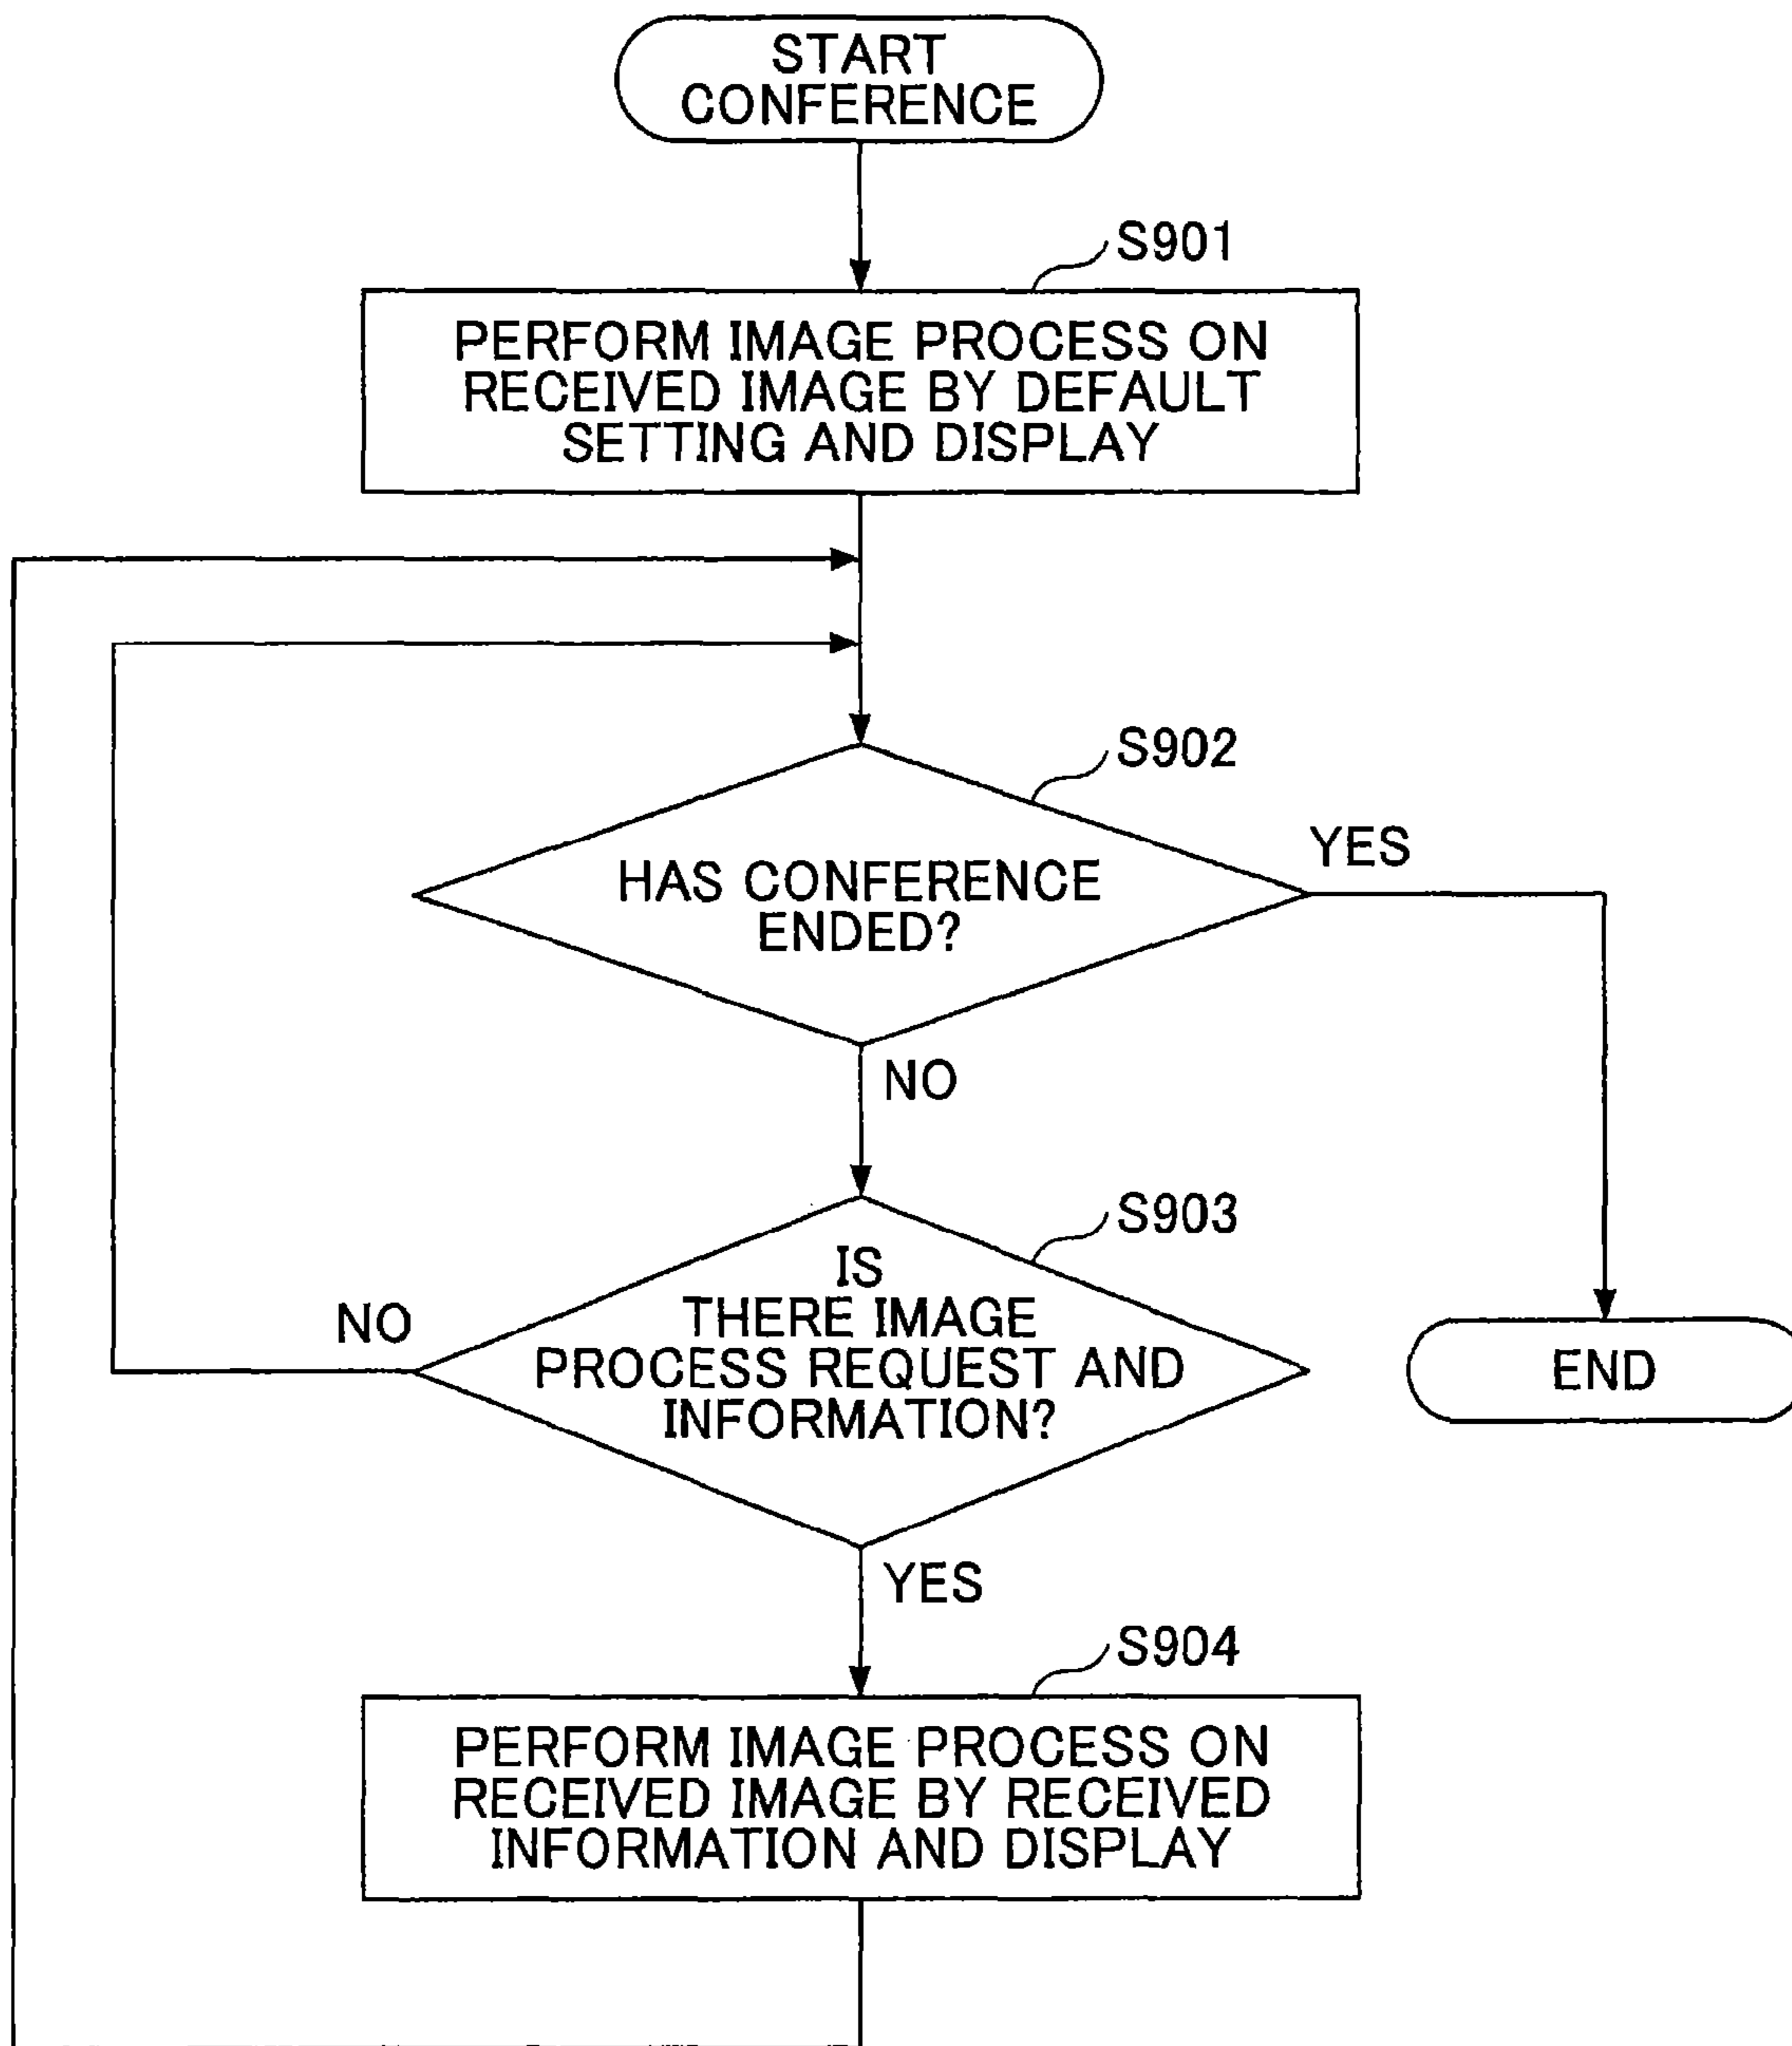 START
CONFERENCE
S901
PERFORM IMAGE PROCESS ON
RECEIVED IMAGE BY DEFAULT
SETTING AND DISPLAY
S902
HAS CONFERENCE
ENDED?
YES
NO
S903
IS
THERE IMAGE
PROCESS REQUEST AND
INFORMATION?
NO
END
YES
S904
PERFORM IMAGE PROCESS ON
RECEIVED IMAGE BY RECEIVED
INFORMATION AND DISPLAY